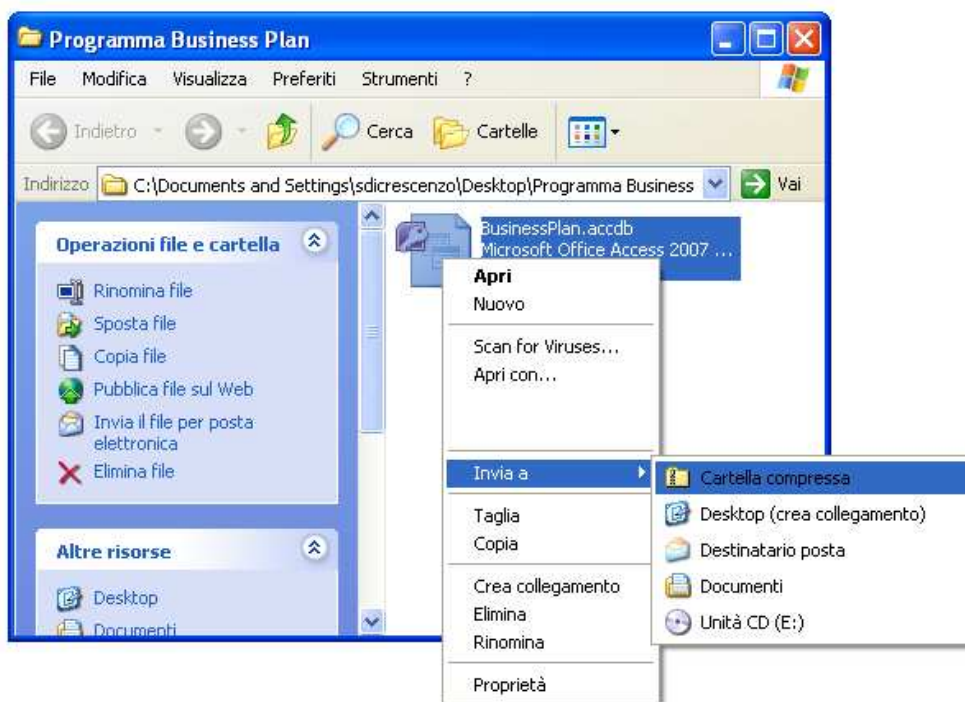 Programma Business Plan
File Modifica Visualizza Preferiti Strumenti ?
Indietro Cerca Cartelle
Indirizzo C:\Documents and Settings\sdicrescenzo\Desktop\Programma Business Vai
Operazioni file e cartella
Rinomina file
Sposta file
Copia file
Pubblica file sul Web
Invia il file per posta
elettronica
Elimina file
Altre risorse
Desktop
Documenti
BusinessPlan.accdb
Microsoft Office Access 2007 ...
Apri
Nuovo
Scan for Viruses...
Apri con...
Invia a
Taglia
Copia
Crea collegamento
Elimina
Rinomina
Proprietà
Cartella compressa
Desktop (crea collegamento)
Destinatario posta
Documenti
Unità CD (E:)